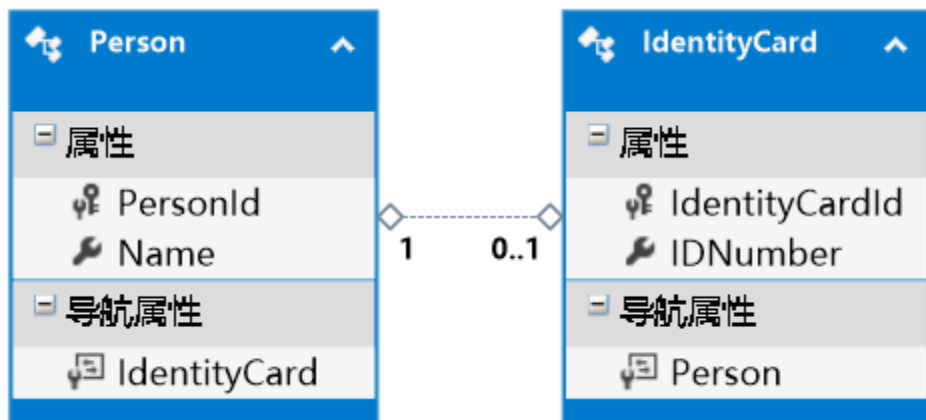 Person
属性
PersonId
Name
导航属性
IdentityCard
1
0..1
IdentityCard
属性
IdentityCardId
IDNumber
导航属性
Person